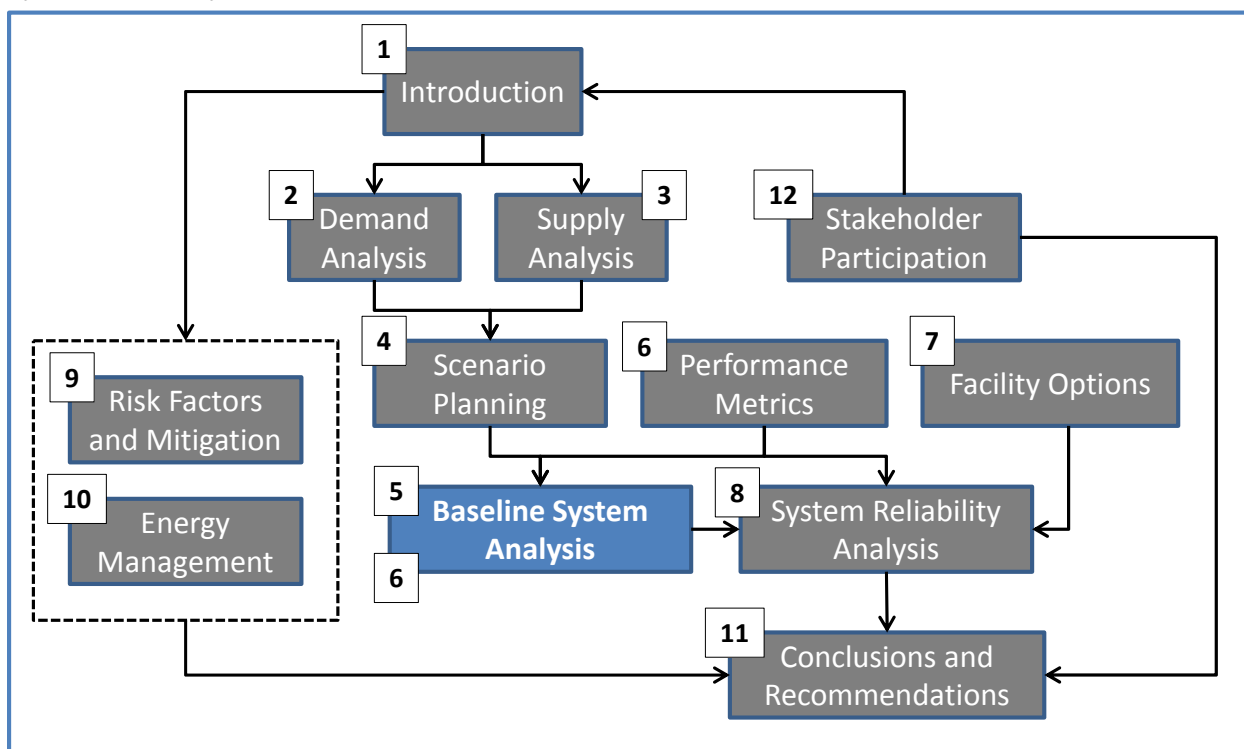 1
Introduction
2
Demand
Analysis
3
Supply
Analysis
12
Stakeholder
Participation
4
Scenario
Planning
6
Performance
Metrics
7
Facility Options
9
Risk Factors
and Mitigation
10
Energy
Management
5
Baseline System
Analysis
6
8
System Reliability
Analysis
11
Conclusions and
Recommendations